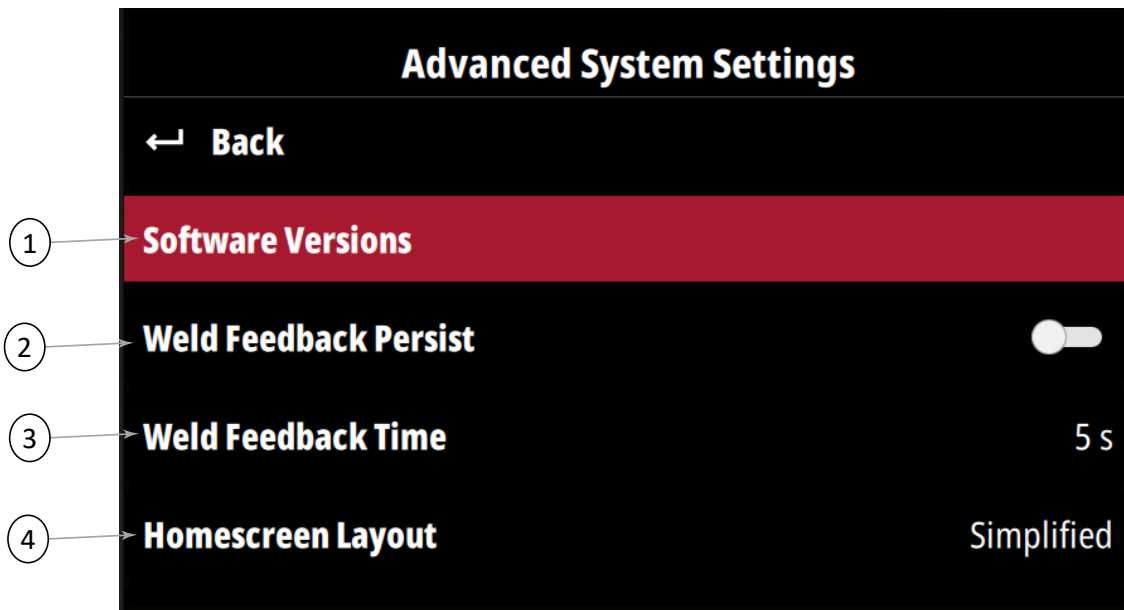 Advanced System Settings
Back
1 Software Versions
2 Weld Feedback Persist
3 Weld Feedback Time 5 s
4 Homescreen Layout Simplified